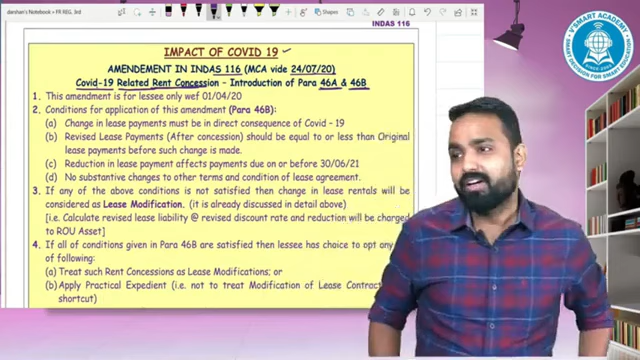 darshan's Notebook » FR REG. 3rd
Shapes
INDAS 116
IMPACT OF COVID 19
AMENDEMENT IN INDAS 116 (MCA vide 24/07/20)
Covid-19 Related Rent Concession - Introduction of Para 46A & 46B
1. This amendment is for lessee only wef 01/04/20
2. Conditions for application of this amendment (Para 46B):
(a) Change in lease payments must be in direct consequence of Covid - 19
(b) Revised Lease Payments (After concession) should be equal to or less than Original
lease payments before such change is made.
(c) Reduction in lease payment affects payments due on or before 30/06/21
(d) No substantive changes to other terms and condition of lease agreement.
3. If any of the above conditions is not satisfied then change in lease rentals will be
considered as Lease Modification. (it is already discussed in detail above)
[i.e. Calculate revised lease liability @ revised discount rate and reduction will be charged
to ROU Asset]
4. If all of conditions given in Para 46B are satisfied then lessee has choice to opt any
of following:
(a) Treat such Rent Concessions as Lease Modifications; or
(b) Apply Practical Expedient (i.e. not to treat Modification of Lease Contract
shortcut)
V'SMART ACADEMY
SINCE 2005
SMART DIVISION FOR SMART EDUCATION